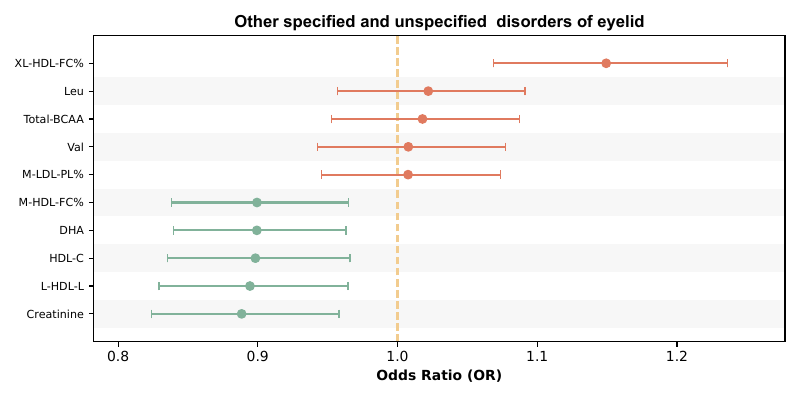 Other specified and unspecified  disorders of eyelid
XL-HDL-FC%
Leu
Total-BCAA
Val
M-LDL-PL%
M-HDL-FC%
DHA
HDL-C
L-HDL-L
Creatinine
0.8 0.9 1.0 1.1 1.2
Odds Ratio (OR)